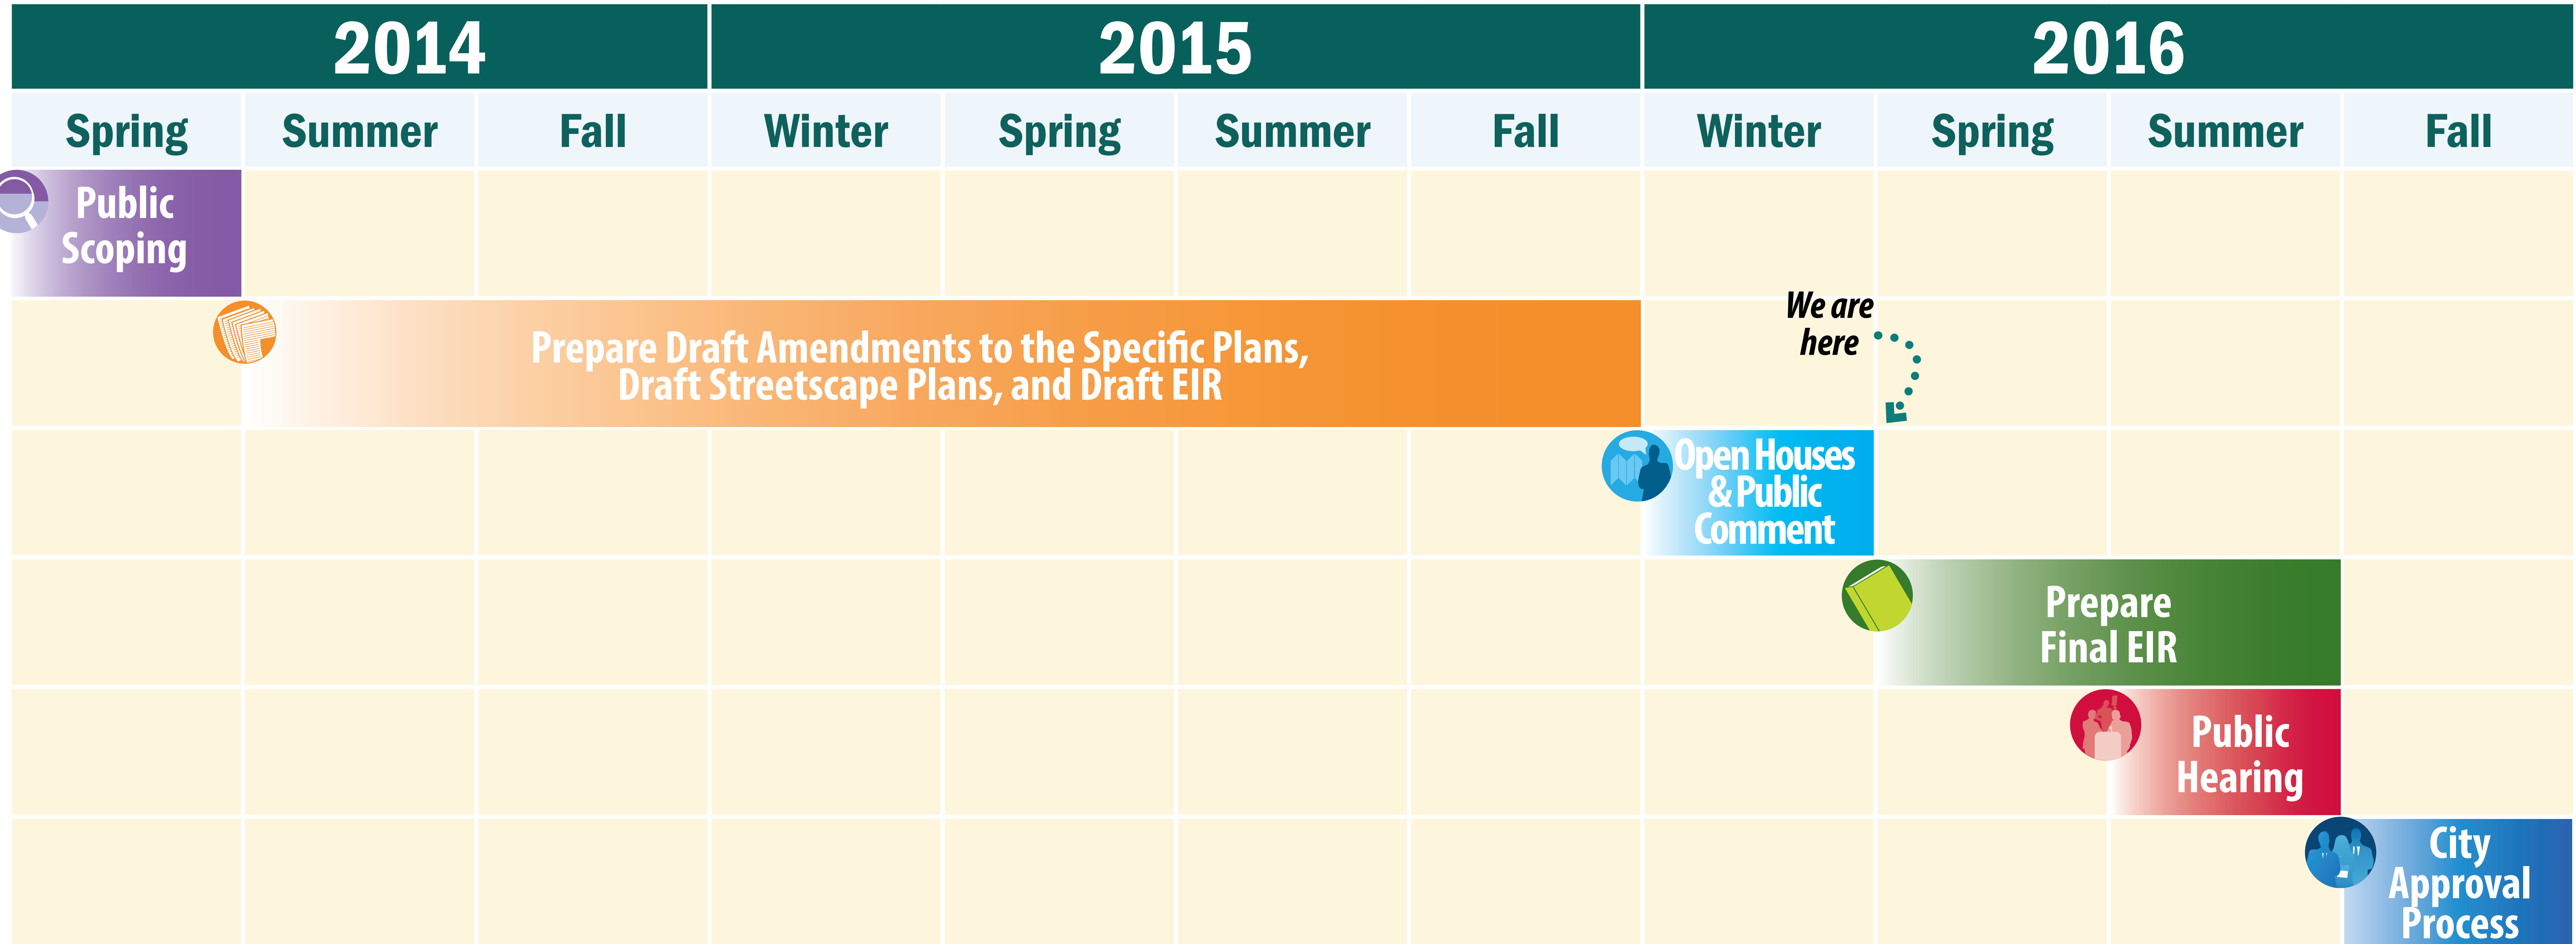 2014 2015 2016
Spring Summer Fall Winter Spring Summer Fall Winter Spring Summer Fall
Public
Scoping
We are
here
Prepare Draft Amendments to the Specific Plans,
Draft Streetscape Plans, and Draft EIR
Open Houses
& Public
Comment
Prepare
Final EIR
Public
Hearing
City
Approval
Process